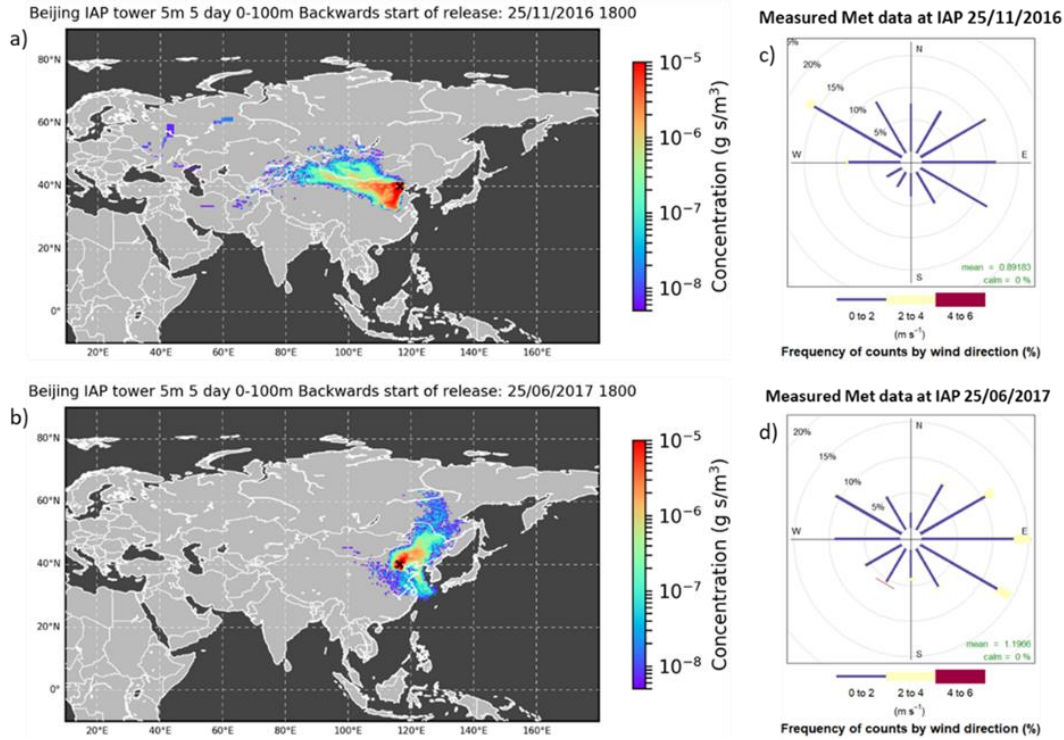 Beijing IAP tower 5m 5 day 0-100m Backwards start of release: 25/11/2016 1800
a)
80°N
60°N
40°N
20°N
0°N
20°E 40°E 60°E 80°E 100°E 120°E 140°E 160°E
10⁻⁵
10⁻⁶
10⁻⁷
10⁻⁸
Concentration (g s/m³)
Measured Met data at IAP 25/11/2016
c)
5%
20%
15%
10%
5%
N
W
E
S
mean = 0.89183
calm = 0 %
0 to 2 2 to 4 4 to 6
(m s⁻¹)
Frequency of counts by wind direction (%)
Beijing IAP tower 5m 5 day 0-100m Backwards start of release: 25/06/2017 1800
b)
80°N
60°N
40°N
20°N
0°N
20°E 40°E 60°E 80°E 100°E 120°E 140°E 160°E
10⁻⁵
10⁻⁶
10⁻⁷
10⁻⁸
Concentration (g s/m³)
Measured Met data at IAP 25/06/2017
d)
20%
15%
10%
5%
N
W
E
S
mean = 1.1966
calm = 0 %
0 to 2 2 to 4 4 to 6
(m s⁻¹)
Frequency of counts by wind direction (%)